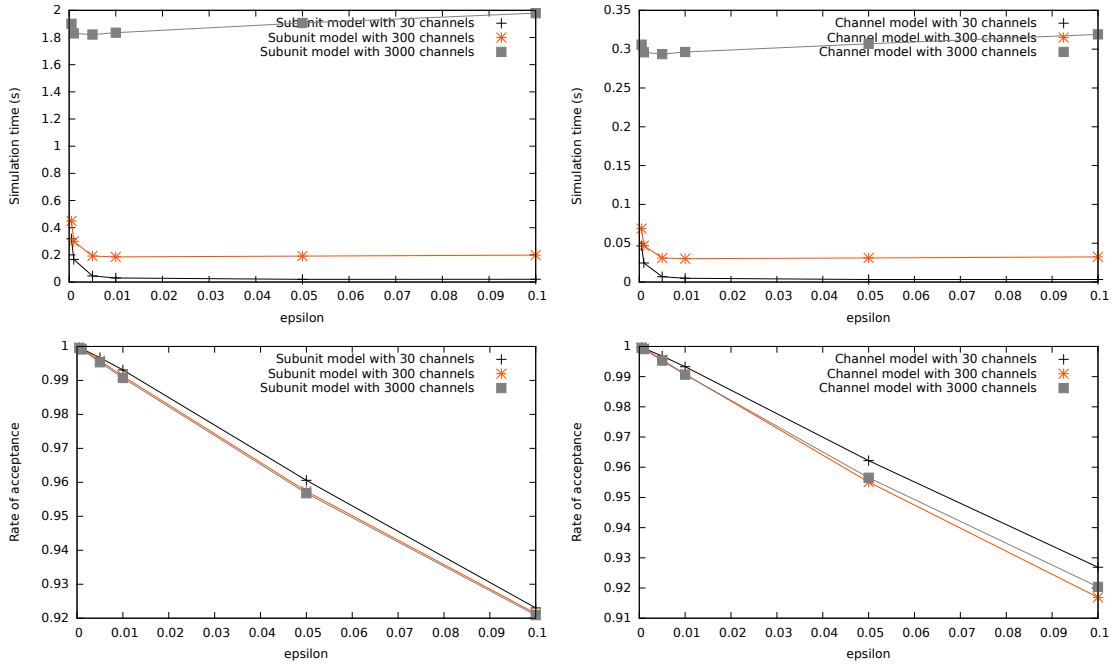 2
1.8
1.6
1.4
1.2
1
0.8
0.6
0.4
0.2
0
Simulation time (s)
Subunit model with 30 channels
Subunit model with 300 channels
Subunit model with 3000 channels
0 0.01 0.02 0.03 0.04 0.05 0.06 0.07 0.08 0.09 0.1
epsilon
0.35
0.3
0.25
0.2
0.15
0.1
0.05
0
Simulation time (s)
Channel model with 30 channels
Channel model with 300 channels
Channel model with 3000 channels
0 0.01 0.02 0.03 0.04 0.05 0.06 0.07 0.08 0.09 0.1
epsilon
1
0.99
0.98
0.97
0.96
0.95
0.94
0.93
0.92
Rate of acceptance
Subunit model with 30 channels
Subunit model with 300 channels
Subunit model with 3000 channels
0 0.01 0.02 0.03 0.04 0.05 0.06 0.07 0.08 0.09 0.1
epsilon
1
0.99
0.98
0.97
0.96
0.95
0.94
0.93
0.92
0.91
Rate of acceptance
Channel model with 30 channels
Channel model with 300 channels
Channel model with 3000 channels
0 0.01 0.02 0.03 0.04 0.05 0.06 0.07 0.08 0.09 0.1
epsilon